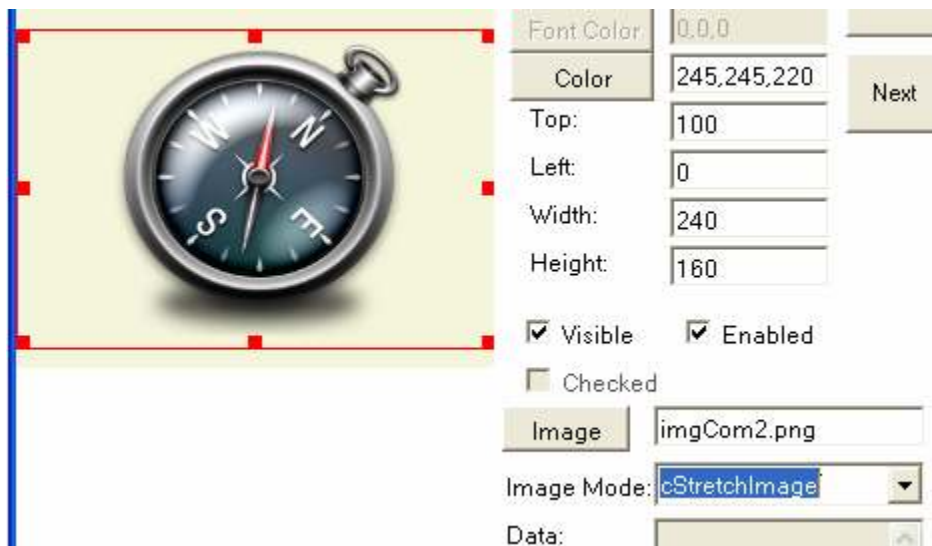 W N
S E
Font Color 0,0,0
Color 245,245,220
Next
Top: 100
Left: 0
Width: 240
Height: 160
Visible Enabled
Checked
Image imgCom2.png
Image Mode: cStretchImage
Data: